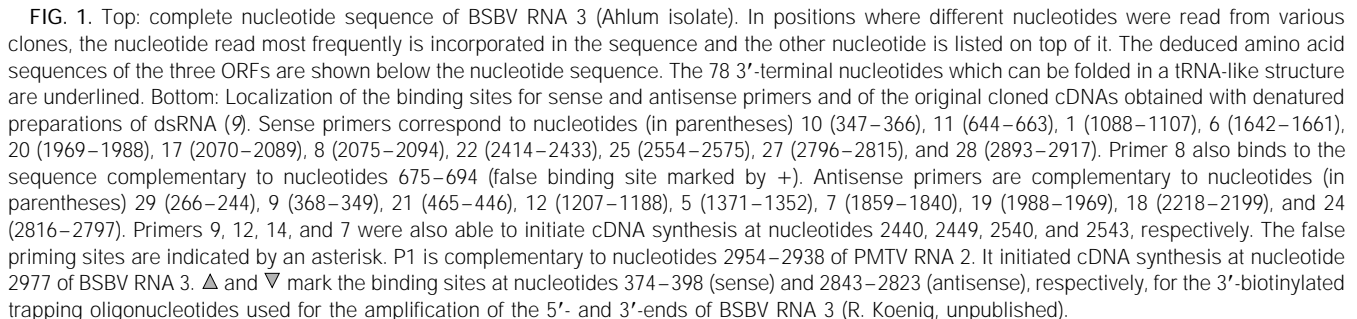 FIG. 1. Top: complete nucleotide sequence of BSBV RNA 3 (Ahlum isolate). In positions where different nucleotides were read from various
clones, the nucleotide read most frequently is incorporated in the sequence and the other nucleotide is listed on top of it. The deduced amino acid
sequences of the three ORFs are shown below the nucleotide sequence. The 78 3′-terminal nucleotides which can be folded in a tRNA-like structure
are underlined. Bottom: Localization of the binding sites for sense and antisense primers and of the original cloned cDNAs obtained with denatured
preparations of dsRNA (9). Sense primers correspond to nucleotides (in parentheses) 10 (347–366), 11 (644–663), 1 (1088–1107), 6 (1642–1661),
20 (1969–1988), 17 (2070–2089), 8 (2075–2094), 22 (2414–2433), 25 (2554–2575), 27 (2796–2815), and 28 (2893–2917). Primer 8 also binds to the
sequence complementary to nucleotides 675–694 (false binding site marked by +). Antisense primers are complementary to nucleotides (in
parentheses) 29 (266–244), 9 (368–349), 21 (465–446), 12 (1207–1188), 5 (1371–1352), 7 (1859–1840), 19 (1988–1969), 18 (2218–2199), and 24
(2816–2797). Primers 9, 12, 14, and 7 were also able to initiate cDNA synthesis at nucleotides 2440, 2449, 2540, and 2543, respectively. The false
priming sites are indicated by an asterisk. P1 is complementary to nucleotides 2954–2938 of PMTV RNA 2. It initiated cDNA synthesis at nucleotide
2977 of BSBV RNA 3. △ and ▽ mark the binding sites at nucleotides 374–398 (sense) and 2843–2823 (antisense), respectively, for the 3′-biotinylated
trapping oligonucleotides used for the amplification of the 5′- and 3′-ends of BSBV RNA 3 (R. Koenig, unpublished).